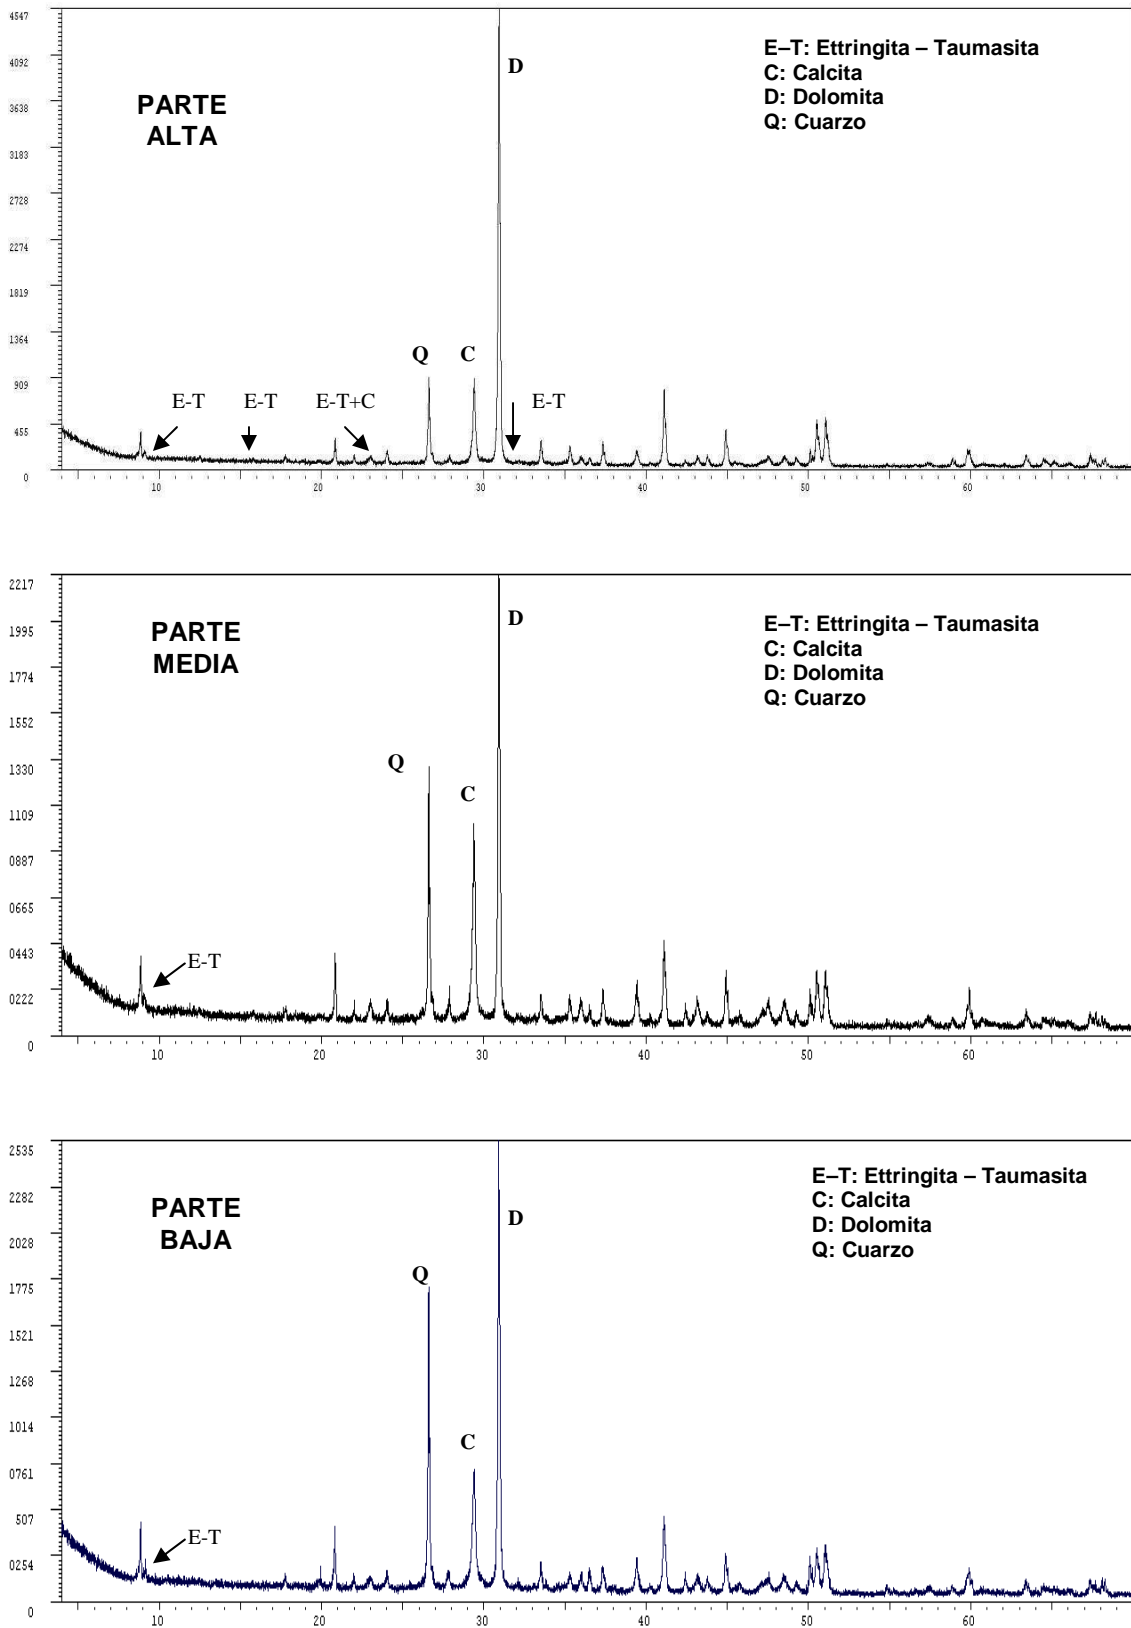 4547
4092
3638
3183
2728
2274
1819
1364
909
455
0
PARTE
ALTA
D
E–T: Ettringita – Taumasita
C: Calcita
D: Dolomita
Q: Cuarzo
Q
C
E-T
E-T
E-T+C
E-T
10
20
30
40
50
60
2217
1995
1774
1552
1330
1109
0887
0665
0443
0222
0
PARTE
MEDIA
D
E–T: Ettringita – Taumasita
C: Calcita
D: Dolomita
Q: Cuarzo
Q
C
E-T
10
20
30
40
50
60
2535
2282
2028
1775
1521
1268
1014
0761
507
0254
0
PARTE
BAJA
D
E–T: Ettringita – Taumasita
C: Calcita
D: Dolomita
Q: Cuarzo
Q
C
E-T
10
20
30
40
50
60